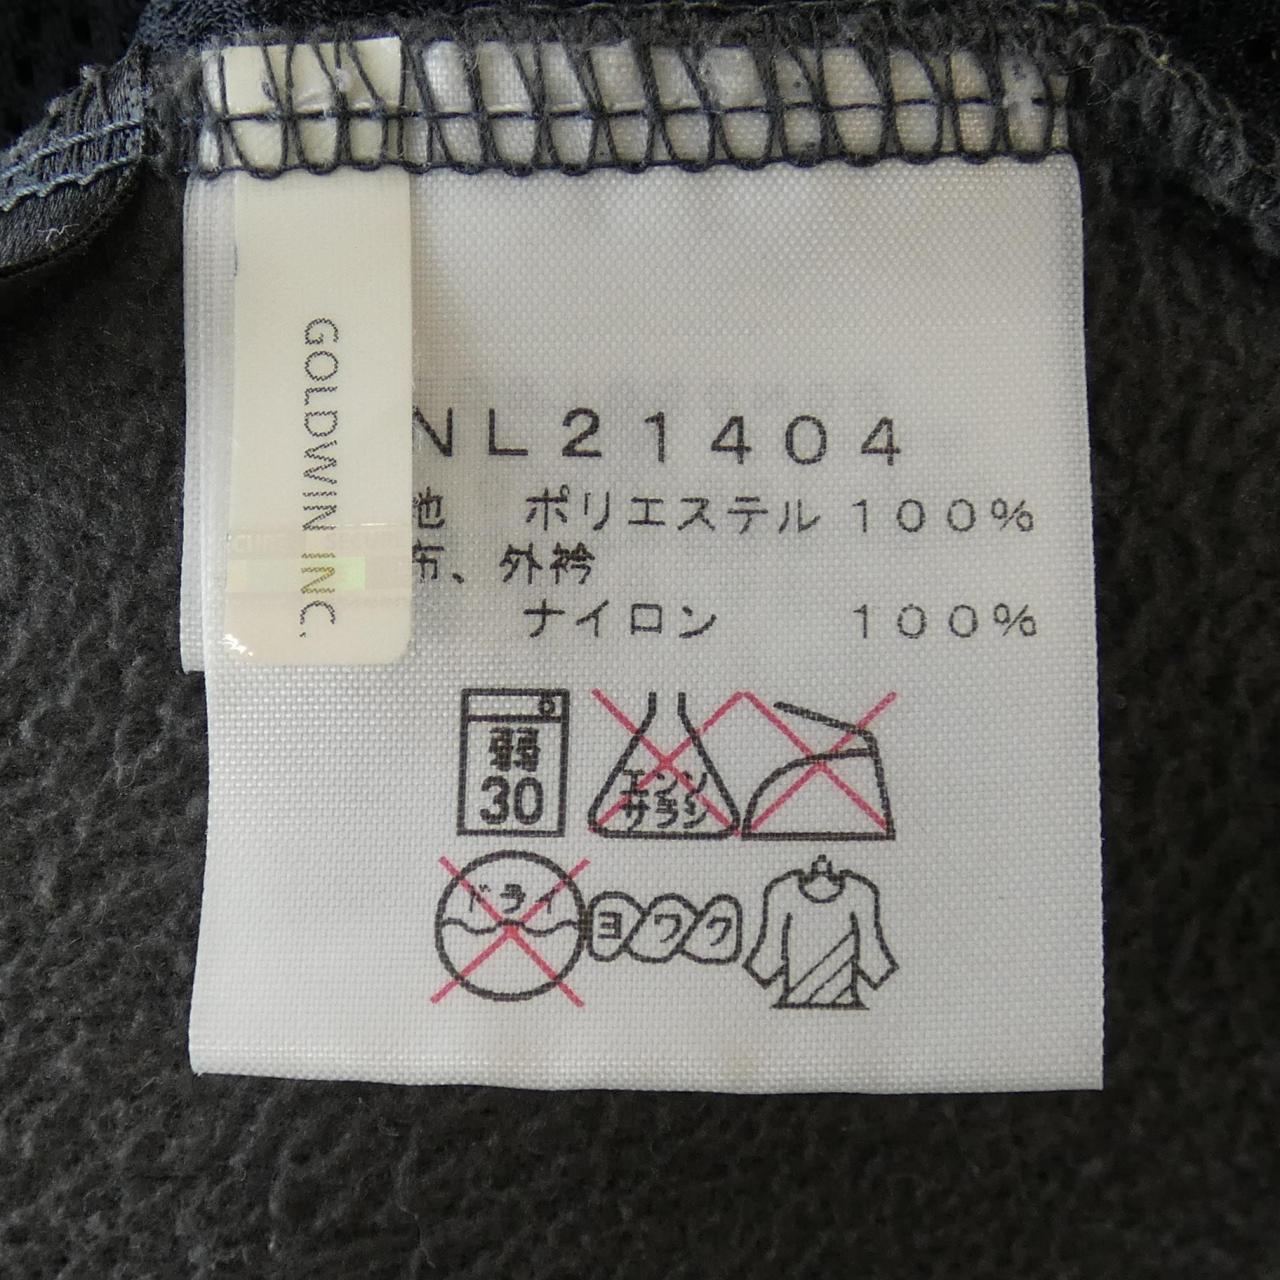 GOLDWIN INC.
NL21404
地 ポリエステル 100%
布、外衿
ナイロン 100%
弱
30
エンソ
サラシ
ドライ
ヨワク